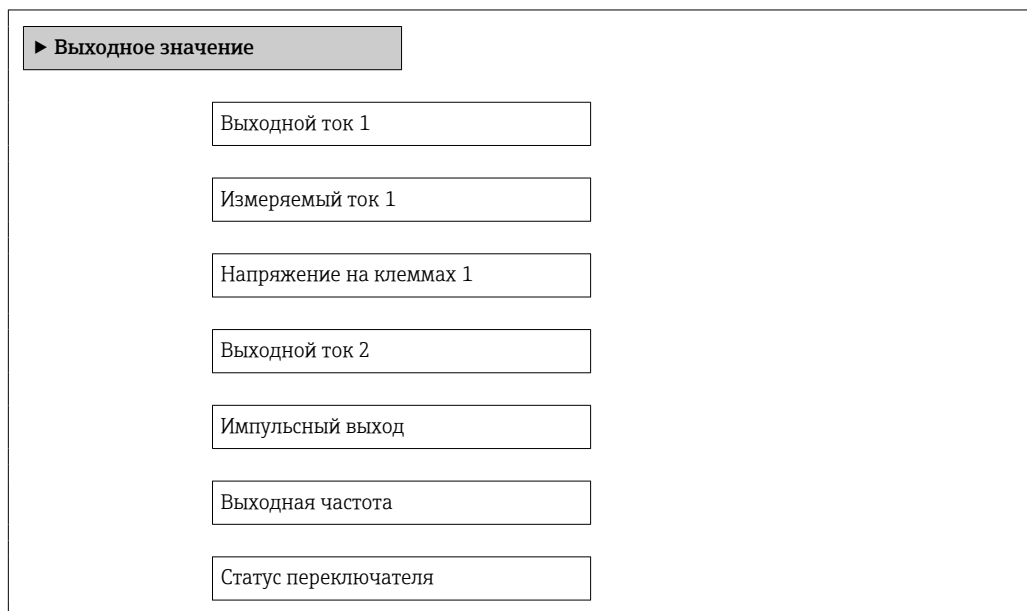 ▶ Выходное значение
Выходной ток 1
Измеряемый ток 1
Напряжение на клеммах 1
Выходной ток 2
Импульсный выход
Выходная частота
Статус переключателя